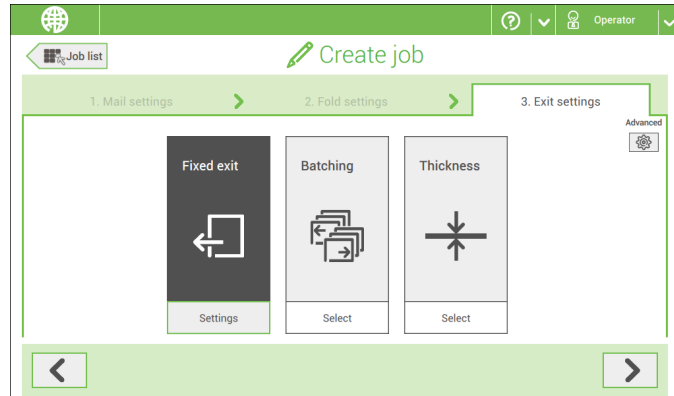 Operator
Job list
Create job
1. Mail settings
2. Fold settings
3. Exit settings
Advanced
Fixed exit
Batching
Thickness
Settings
Select
Select